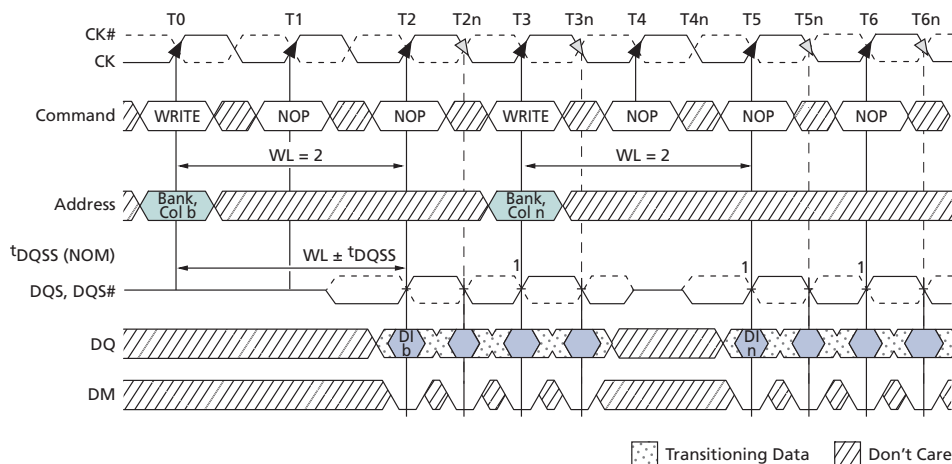 T0 T1 T2 T2n T3 T3n T4 T4n T5 T5n T6 T6n
CK#
CK
Command WRITE NOP NOP WRITE NOP NOP NOP
WL = 2 WL = 2
Address Bank, Col b Bank, Col n
tDQSS (NOM) WL ± tDQSS
1 1 1
DQS, DQS#
DQ DI b DI n
DM
Transitioning Data Don't Care